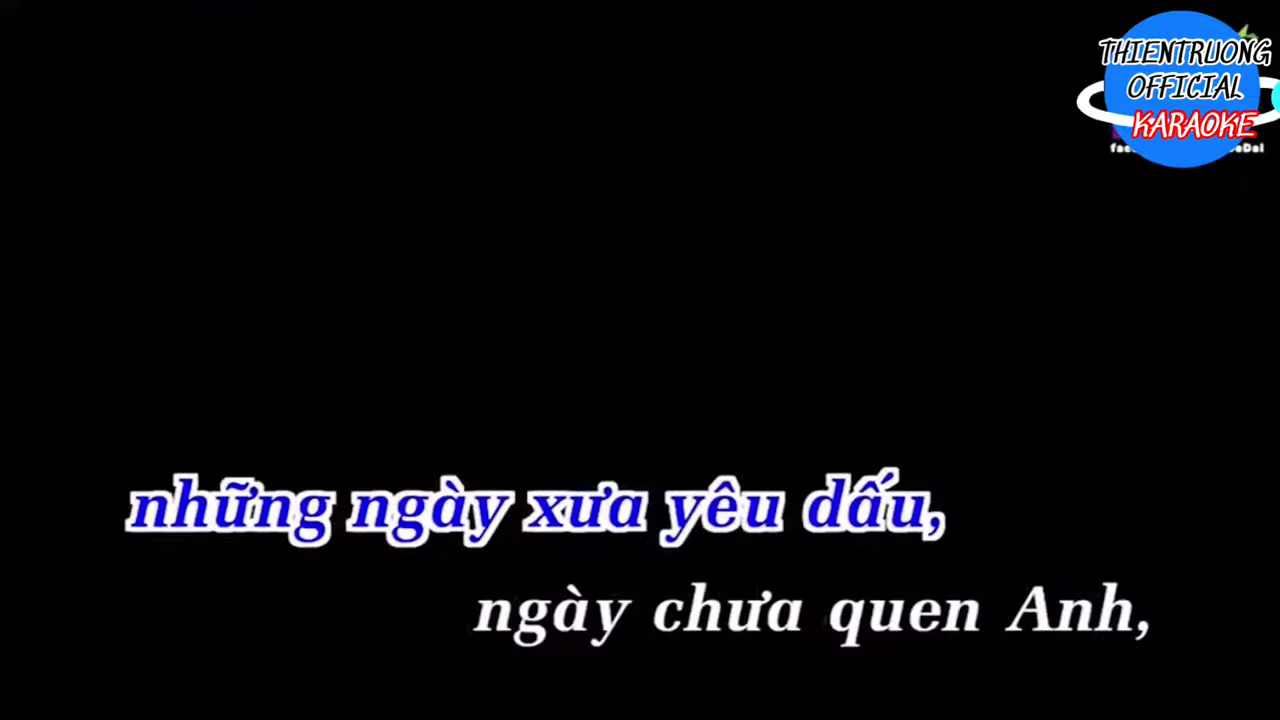 THIENTRUONG
OFFICIAL
KARAOKE
những ngày xưa yêu dấu,
ngày chưa quen Anh,